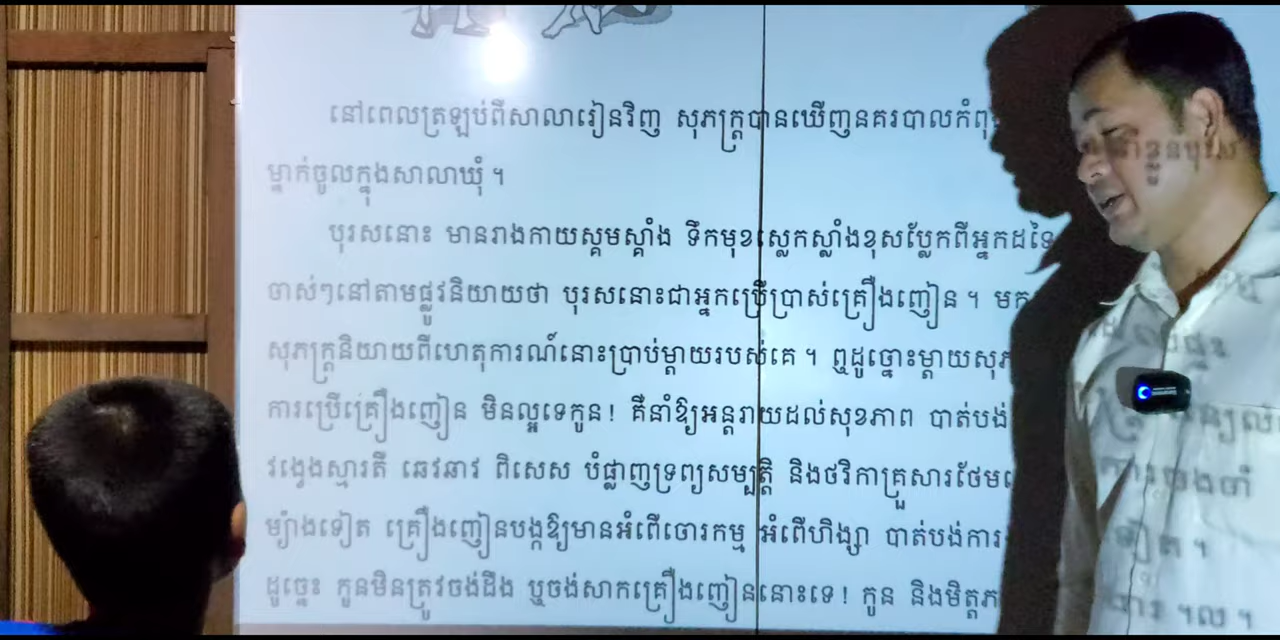 នៅពេលត្រឡប់ពីសាលារៀនវិញ សុភក្ត្របានឃើញនគរបាលកំពុង
ម្នាក់ចូលក្នុងសាលាឃុំ ។
បុរសនោះ មានរាងកាយស្គមស្គាំង ទឹកមុខស្លេកស្លាំងខុសប្លែកពីអ្នកដទៃ
ចាស់ៗនៅតាមផ្លូវនិយាយថា បុរសនោះជាអ្នកប្រើប្រាស់គ្រឿងញៀន ។ មក
សុភក្ត្រនិយាយពីហេតុការណ៍នោះប្រាប់ម្ដាយរបស់គេ ។ ឮដូច្នោះម្ដាយសុភ
ការប្រើគ្រឿងញៀន មិនល្អទេកូន! គឺនាំឱ្យអន្តរាយដល់សុខភាព បាត់បង់
វង្វេងស្មារតី ឆេវឆាវ ពិសេស បំផ្លាញទ្រព្យសម្បត្តិ និងថវិកាគ្រួសារថែម
ម្យ៉ាងទៀត គ្រឿងញៀនបង្កឱ្យមានអំពើចោរកម្ម អំពើហិង្សា បាត់បង់ការ
ដូច្នេះ កូនមិនត្រូវចង់ដឹង ឬចង់សាកគ្រឿងញៀននោះទេ! កូន និងមិត្តភ